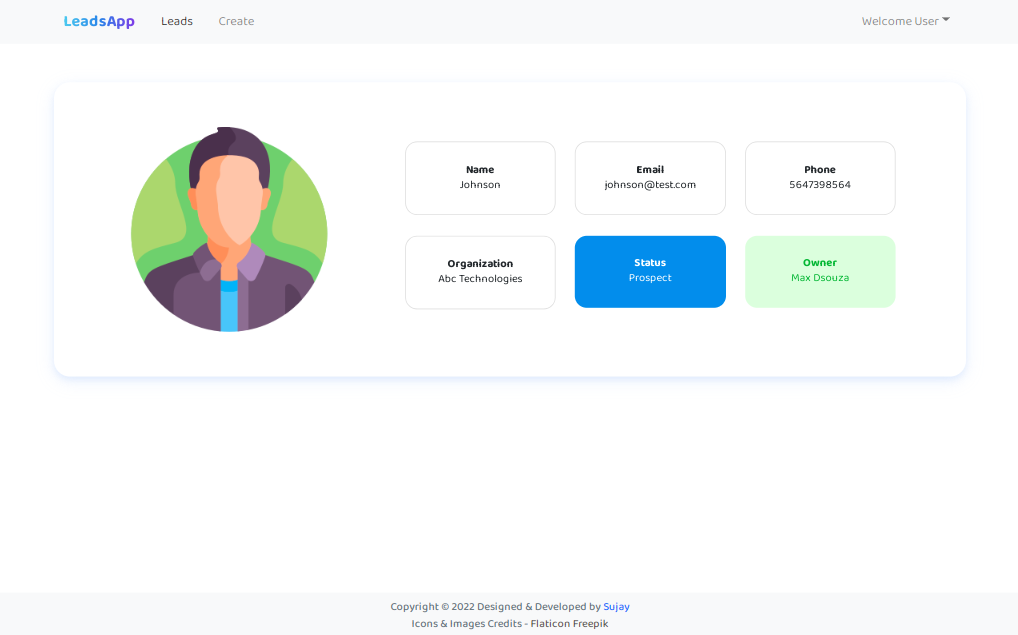 LeadsApp Leads Create Welcome User
Name
Johnson
Email
johnson@test.com
Phone
5647398564
Organization
Abc Technologies
Status
Prospect
Owner
Max Dsouza
Copyright © 2022 Designed & Developed by Sujay
Icons & Images Credits - Flaticon Freepik